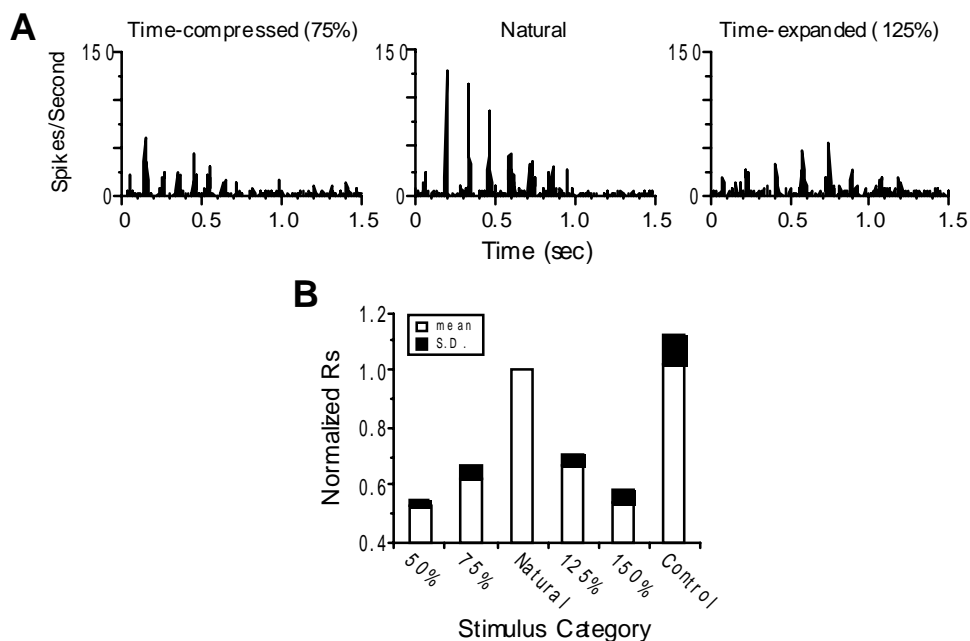 A
Time-compressed (75%)
Natural
Time-expanded (125%)
Spikes/Second
150
0
0 0.5 1.0 1.5
150
0
0 0.5 1.0 1.5
150
0
0 0.5 1.0 1.5
Time (sec)
B
Normalized Rs
1.2
1.0
0.8
0.6
0.4
mean
S.D.
50%
75%
Natural
125%
150%
Control
Stimulus Category